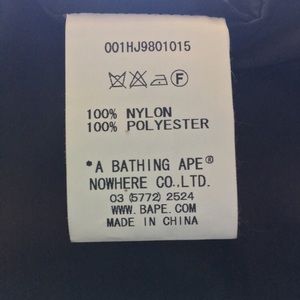 001HJ9801015
F
100% NYLON
100% POLYESTER
*A BATHING APE®
NOWHERE CO.,LTD.
03 (5772) 2524
WWW.BAPE.COM
MADE IN CHINA